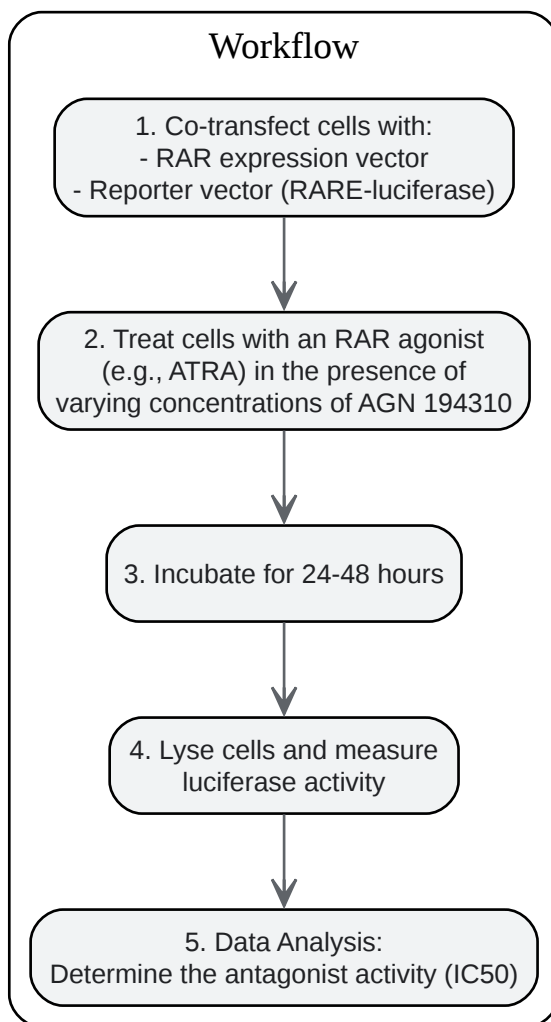 Workflow
1. Co-transfect cells with:
- RAR expression vector
- Reporter vector (RARE-luciferase)
2. Treat cells with an RAR agonist
(e.g., ATRA) in the presence of
varying concentrations of AGN 194310
3. Incubate for 24-48 hours
4. Lyse cells and measure
luciferase activity
5. Data Analysis:
Determine the antagonist activity (IC50)